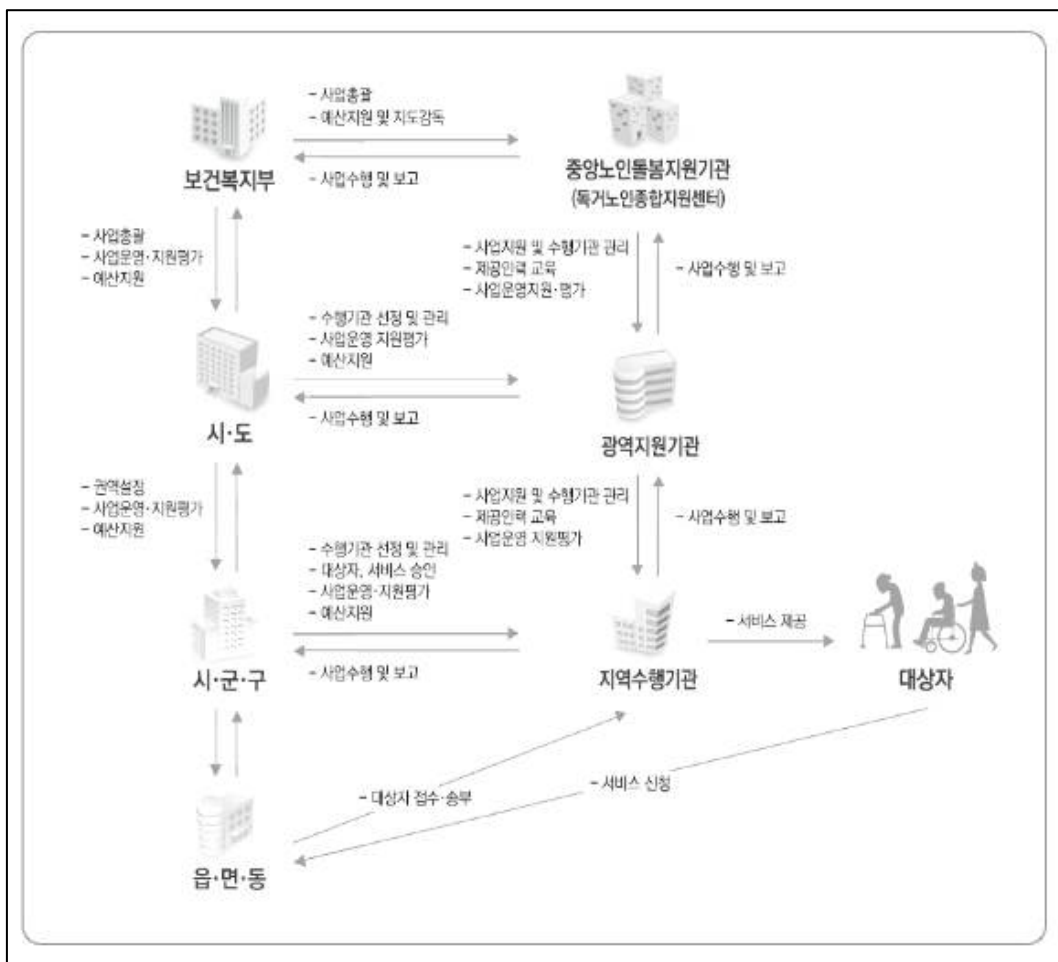 - 사업총괄
- 예산지원 및 지도감독
보건복지부
- 사업수행 및 보고
중앙노인돌봄지원기관
(독거노인종합지원센터)
- 사업총괄
- 사업운영·지원평가
- 예산지원
- 사업지원 및 수행기관 관리
- 제공인력 교육
- 사업운영지원·평가
- 사업수행 및 보고
- 수행기관 선정 및 관리
- 사업운영 지원평가
- 예산지원
시·도
- 사업수행 및 보고
광역지원기관
- 권역설정
- 사업운영·지원평가
- 예산지원
- 사업지원 및 수행기관 관리
- 제공인력 교육
- 사업운영 지원평가
- 사업수행 및 보고
- 수행기관 선정 및 관리
- 대상자, 서비스 승인
- 사업운영·지원평가
- 예산지원
- 서비스 제공
시·군·구
- 사업수행 및 보고
지역수행기관
대상자
- 서비스 신청
- 대상자 접수·송부
읍·면·동